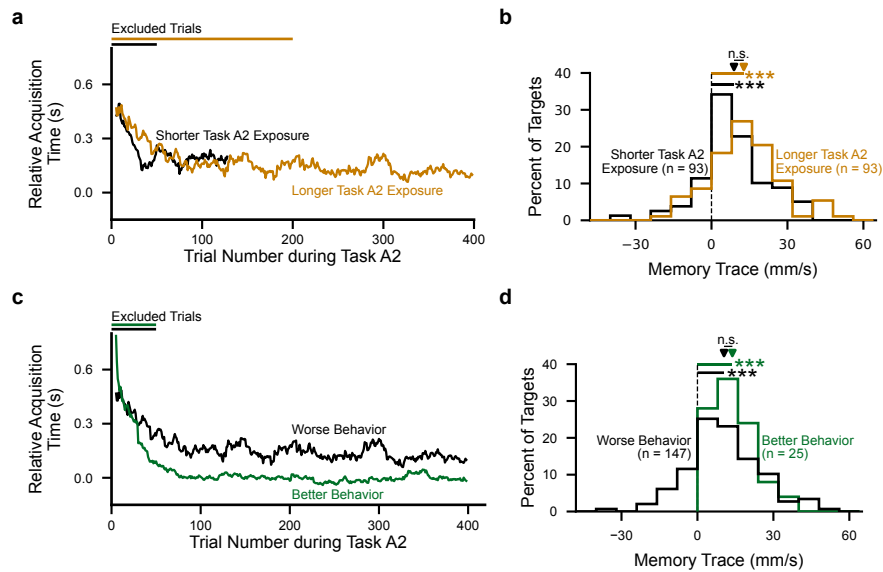 a
Excluded Trials
0.6
0.3
0.0
Relative Acquisition
Time (s)
Shorter Task A2 Exposure
Longer Task A2 Exposure
0
100
200
300
400
Trial Number during Task A2
b
n.s.
***
***
40
30
20
10
0
Percent of Targets
Shorter Task A2
Exposure (n = 93)
Longer Task A2
Exposure (n = 93)
−30
0
30
60
Memory Trace (mm/s)
c
Excluded Trials
0.6
0.3
0.0
Relative Acquisition
Time (s)
Worse Behavior
Better Behavior
0
100
200
300
400
Trial Number during Task A2
d
n.s.
***
***
40
30
20
10
0
Percent of Targets
Worse Behavior
(n = 147)
Better Behavior
(n = 25)
−30
0
30
60
Memory Trace (mm/s)